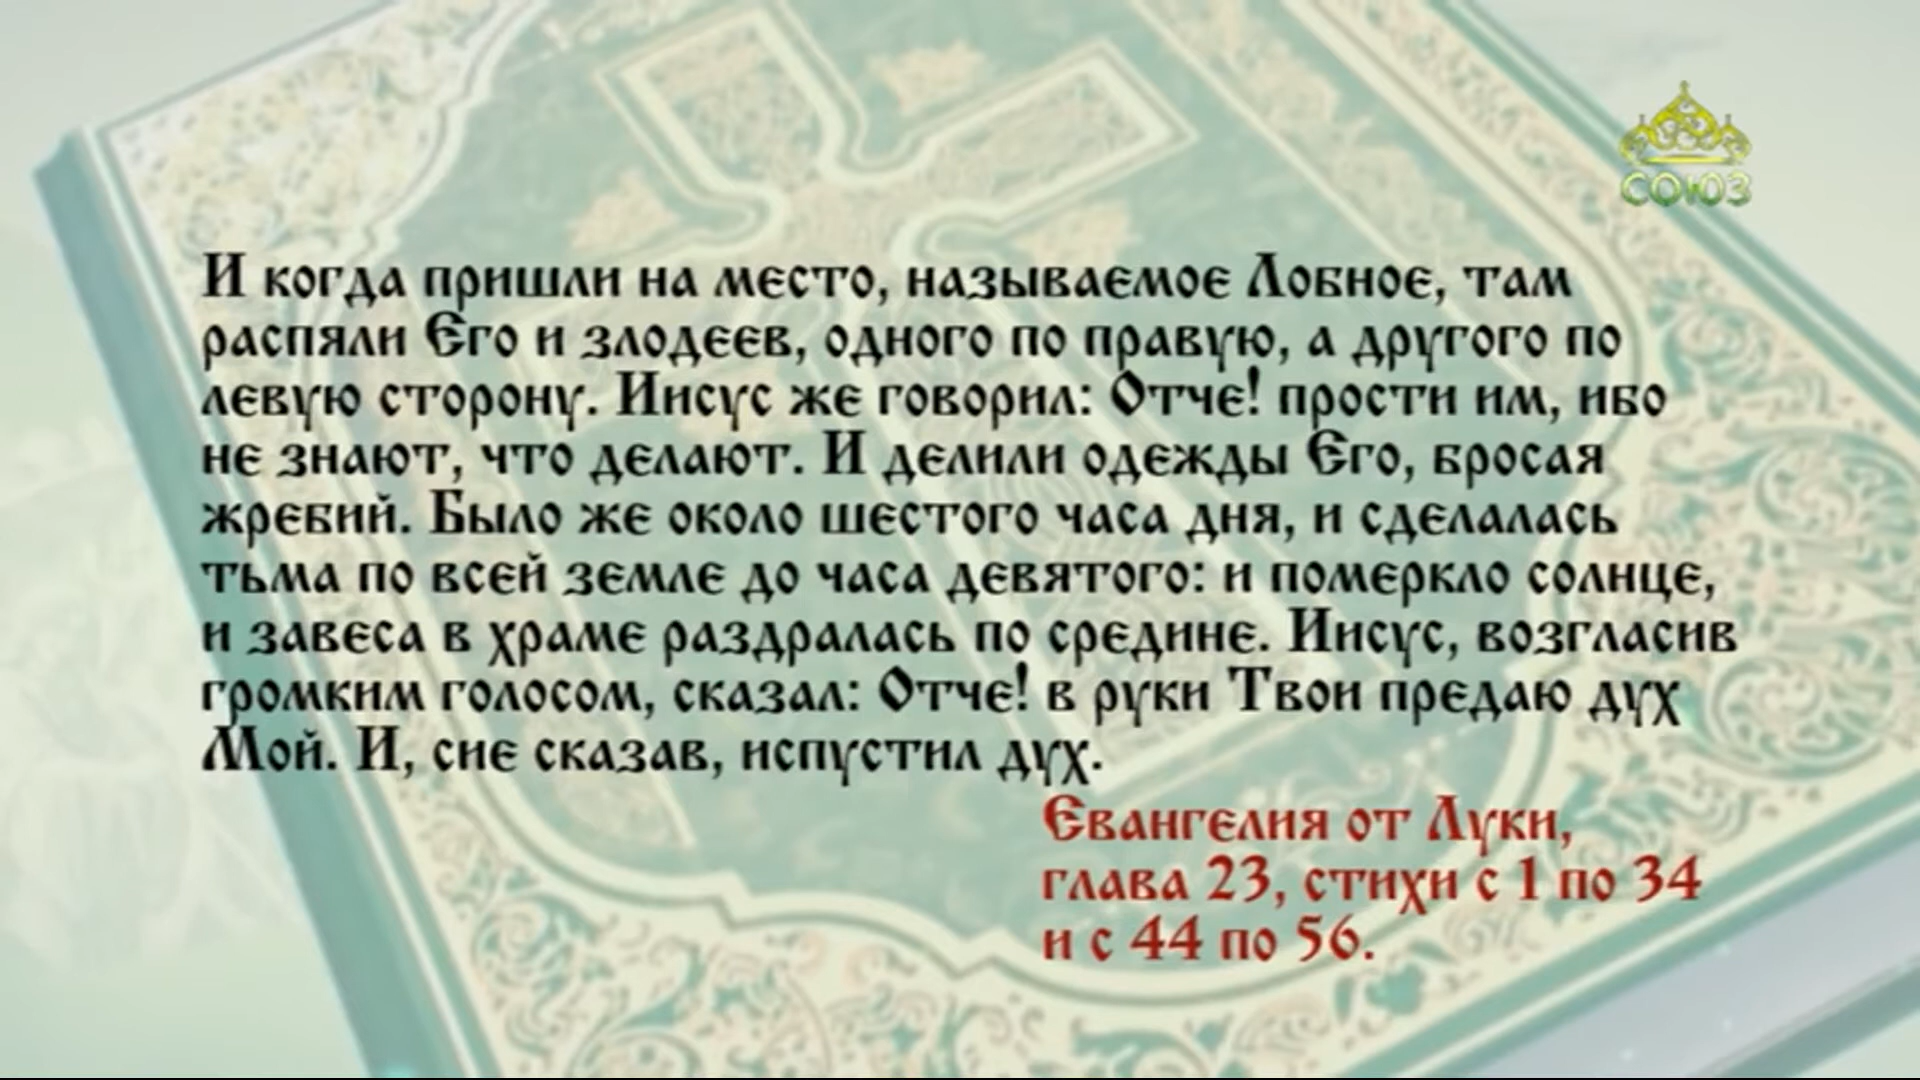 СОЮЗ
И когда пришли на место, называемое Лобное, там
распяли Его и злодеев, одного по правую, а другого по
левую сторону. Иисус же говорил: Отче! прости им, ибо
не знают, что делают. И делили одежды Его, бросая
жребий. Было же около шестого часа дня, и сделалась
тьма по всей земле до часа девятого: и померкло солнце,
и завеса в храме раздралась по средине. Иисус, возгласив
громким голосом, сказал: Отче! в руки Твои предаю дух
Мой. И, сие сказав, испустил дух.
Евангелия от Луки,
глава 23, стихи с 1 по 34
и с 44 по 56.